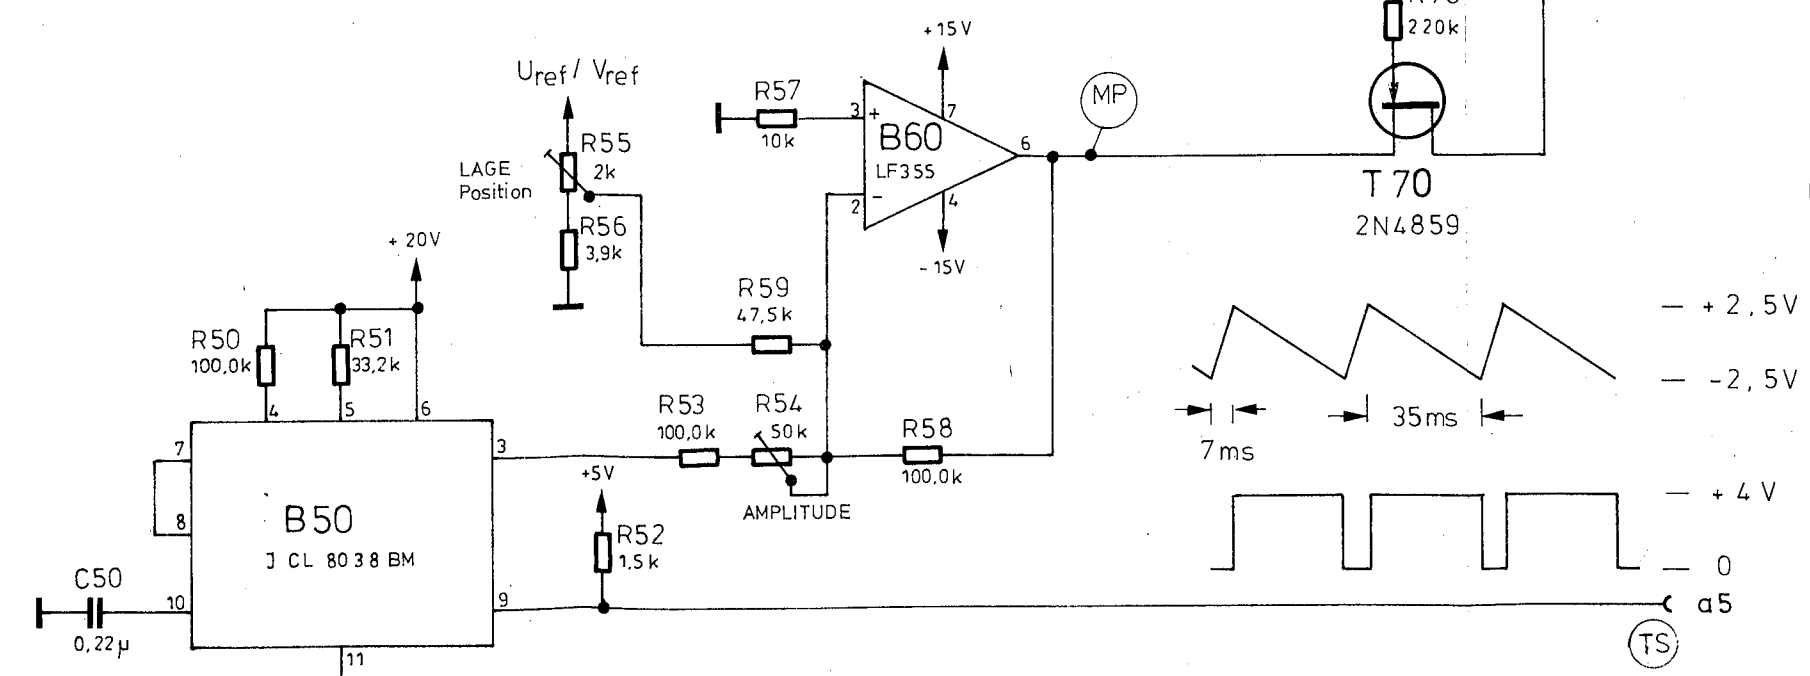 220k
+15V
Uref/ Vref
MP
R57
3
+
7
10k
B60
6
R55
2k
LAGE
Position
LF355
T70
2
−
4
2N4859
R56
3,9k
+ 20V
- 15V
R59
47,5k
— + 2,5V
R50
100,0k
R51
33,2k
— -2,5V
4
5
6
R53
100,0k
R54
50k
R58
100,0k
35ms
7ms
7
3
+5V
AMPLITUDE
— + 4 V
8
B50
J CL 8038 BM
R52
1,5k
— 0
C50
0,22µ
10
9
a5
11
TS